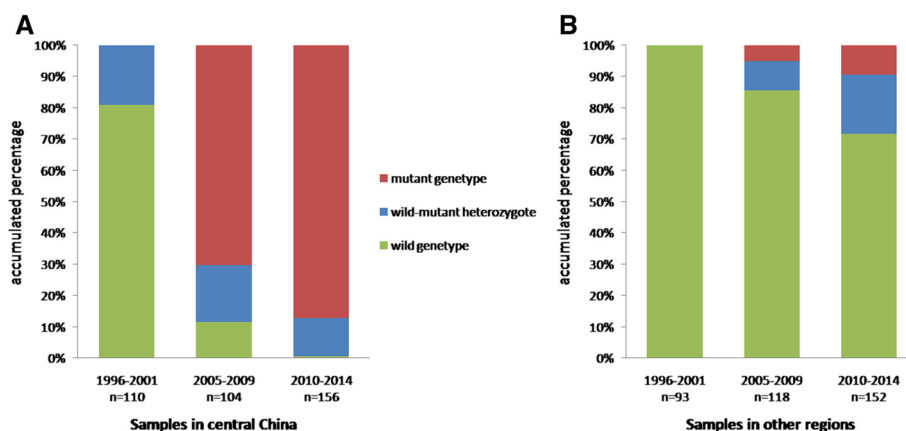 A
accumulated percentage
100%
90%
80%
70%
60%
50%
40%
30%
20%
10%
0%
1996-2001
n=110
2005-2009
n=104
2010-2014
n=156
Samples in central China
mutant genetype
wild-mutant heterozygote
wild genetype
B
accumulated percentage
100%
90%
80%
70%
60%
50%
40%
30%
20%
10%
0%
1996-2001
n=93
2005-2009
n=118
2010-2014
n=152
Samples in other regions